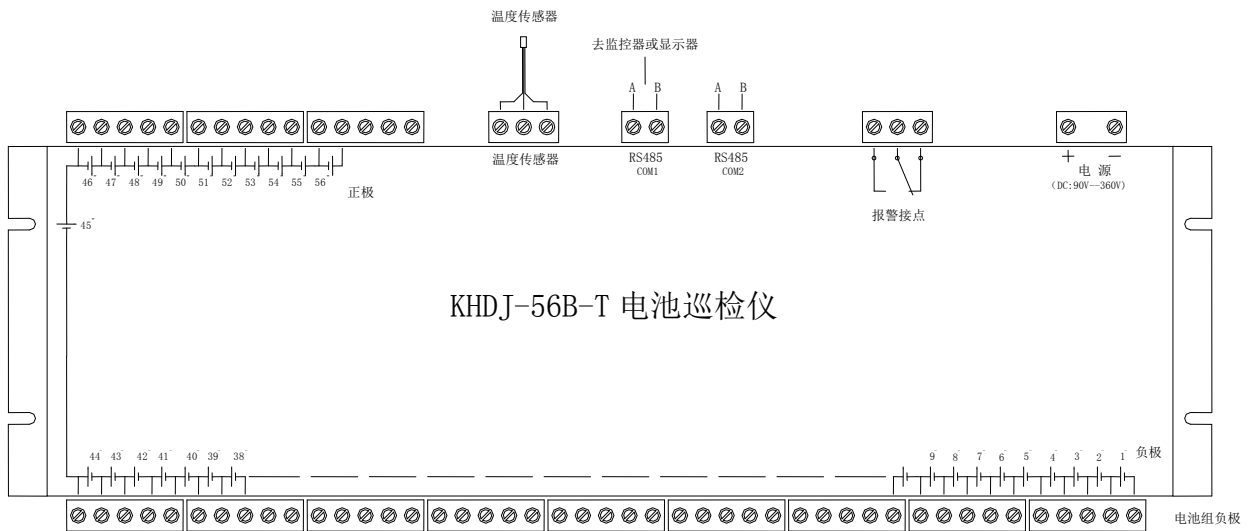 温度传感器
去监控器或显示器
A B A B
温度传感器
RS485
COM1
RS485
COM2
+ −
电 源
(DC:90V--360V)
46- 47- 48- 49- 50- 51- 52- 53- 54- 55- 56-
正极
报警接点
45-
KHDJ-56B-T 电池巡检仪
44- 43- 42- 41- 40- 39- 38-
9- 8- 7- 6- 5- 4- 3- 2- 1-
负极
电池组负极